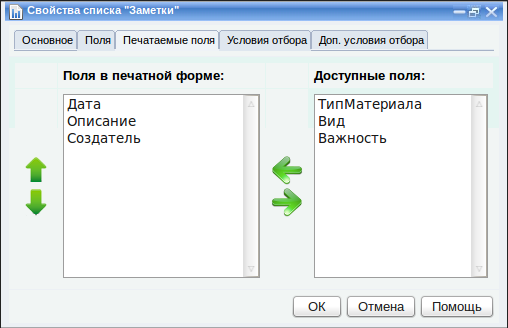 Свойства списка "Заметки"
Основное Поля Печатаемые поля Условия отбора Доп. условия отбора
Поля в печатной форме: Доступные поля:
Дата ТипМатериала
Описание Вид
Создатель Важность
ОК Отмена Помощь